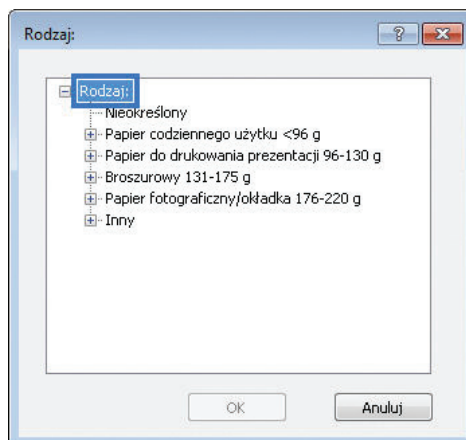 Rodzaj:
Rodzaj:
Nieokreślony
Papier codziennego użytku <96 g
Papier do drukowania prezentacji 96-130 g
Broszurowy 131-175 g
Papier fotograficzny/okładka 176-220 g
Inny
OK Anuluj